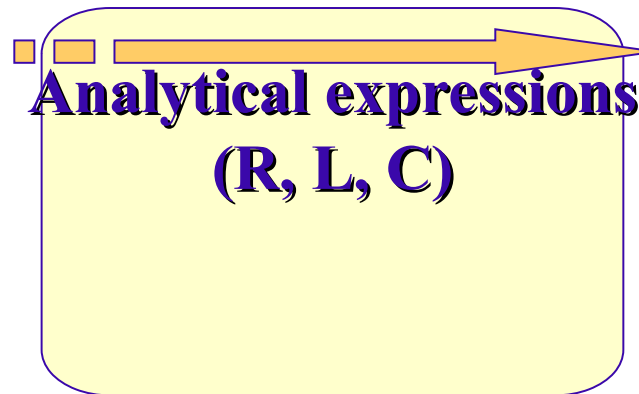 Analytical expressions
(R, L, C)